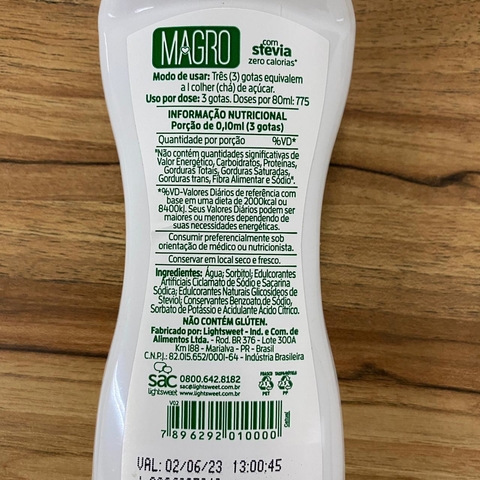 MAGRO
com
stevia
zero calorias*
Modo de usar: Três (3) gotas equivalem
a 1 colher (chá) de açúcar.
Uso por dose: 3 gotas. Doses por 80ml: 775
INFORMAÇÃO NUTRICIONAL
Porção de 0,10ml (3 gotas)
Quantidade por porção %VD*
"Não contém quantidades significativas de
Valor Energético, Carboidratos, Proteínas,
Gorduras Totais, Gorduras Saturadas,
Gorduras trans, Fibra Alimentar e Sódio".
*%VD-Valores Diários de referência com
base em uma dieta de 2000kcal ou
8400kJ. Seus Valores Diários podem ser
maiores ou menores dependendo de
suas necessidades energéticas.
Consumir preferencialmente sob
orientação de médico ou nutricionista.
Conservar em local seco e fresco.
Ingredientes: Água; Sorbitol; Edulcorantes
Artificiais Ciclamato de Sódio e Sacarina
Sódica; Edulcorantes Naturais Glicosídeos de
Steviol; Conservantes Benzoato de Sódio,
Sorbato de Potássio e Acidulante Ácido Cítrico.
NÃO CONTÉM GLÚTEN.
Fabricado por: Lightsweet - Ind. e Com. de
Alimentos Ltda. - Rod. BR 376 - Lote 300A
Km 188 - Marialva - PR - Brasil
C.N.P.J.: 82.015.652/0001-64 - Indústria Brasileira
sac 0800.642.8182
lightsweet sac@lightsweet.com.br
www.lightsweet.com.br
FRASCO TAMPA
PET PP
V02
7 896292 010000
VAL: 02/06/23 13:00:45